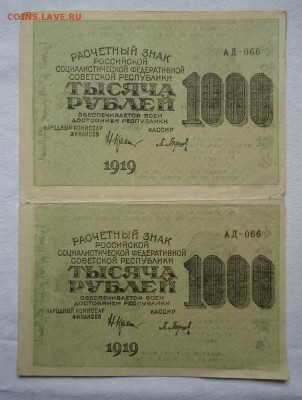 COINS.LAVE.RU
РАСЧЕТНЫЙ ЗНАК
РОССИЙСКОЙ
СОЦИАЛИСТИЧЕСКОЙ ФЕДЕРАТИВНОЙ
СОВЕТСКОЙ РЕСПУБЛИКИ
АД-066
ТЫСЯЧА
РУБЛЕЙ
1000
ОБЕСПЕЧИВАЕТСЯ ВСЕМ
ДОСТОЯНИЕМ РЕСПУБЛИКИ
НАРОДНЫЙ КОМИССАР
ФИНАНСОВ
КАССИР
1919
РАСЧЕТНЫЙ ЗНАК
РОССИЙСКОЙ
СОЦИАЛИСТИЧЕСКОЙ ФЕДЕРАТИВНОЙ
СОВЕТСКОЙ РЕСПУБЛИКИ
АД-066
ТЫСЯЧА
РУБЛЕЙ
1000
ОБЕСПЕЧИВАЕТСЯ ВСЕМ
ДОСТОЯНИЕМ РЕСПУБЛИКИ
НАРОДНЫЙ КОМИССАР
ФИНАНСОВ
КАССИР
1919